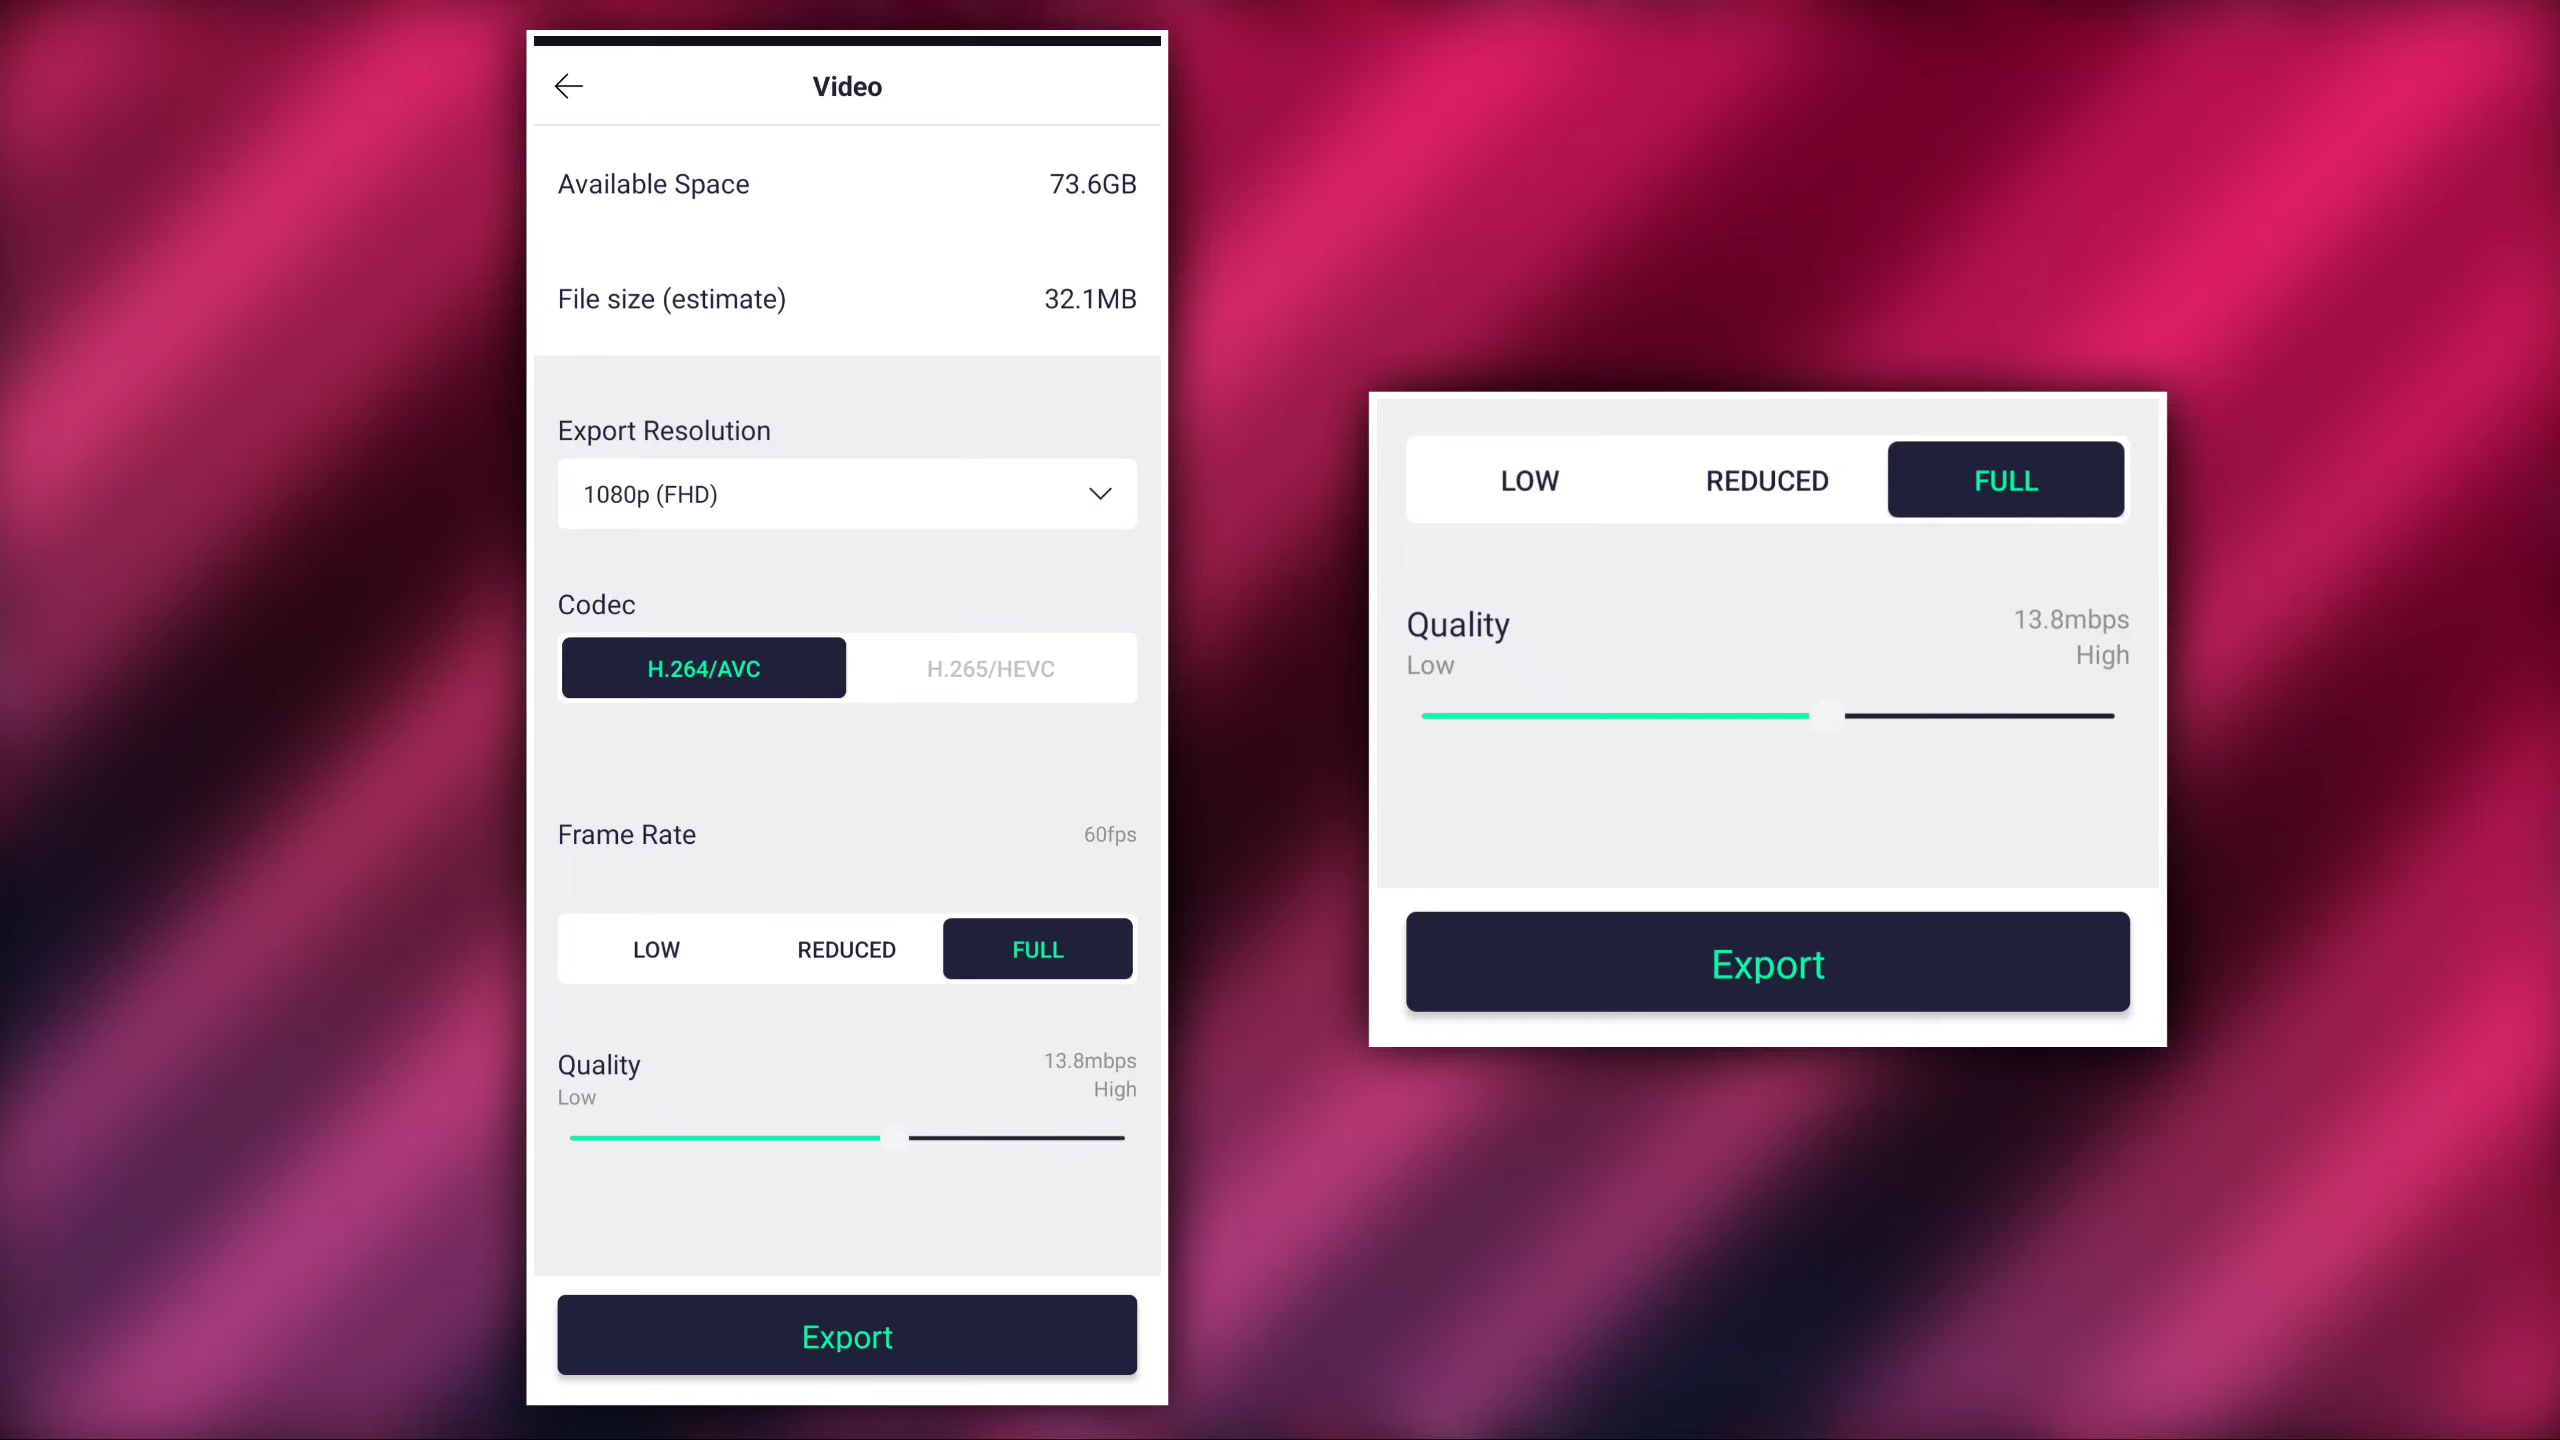 Video
Available Space 73.6GB
File size (estimate) 32.1MB
Export Resolution
1080p (FHD)
Codec
H.264/AVC H.265/HEVC
Frame Rate 60fps
LOW REDUCED FULL
Quality 13.8mbps
Low High
Export
LOW REDUCED FULL
Quality 13.8mbps
Low High
Export